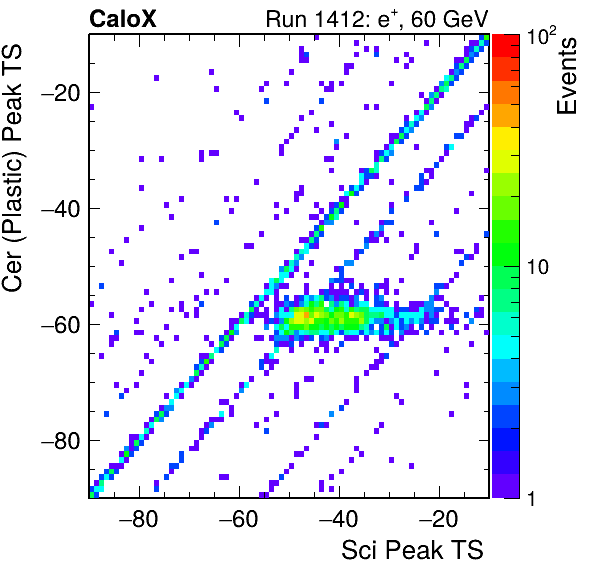 CaloX Run 1412: e⁺, 60 GeV
10²
Events
10
1
Cer (Plastic) Peak TS
−20
−40
−60
−80
−80 −60 −40 −20
Sci Peak TS